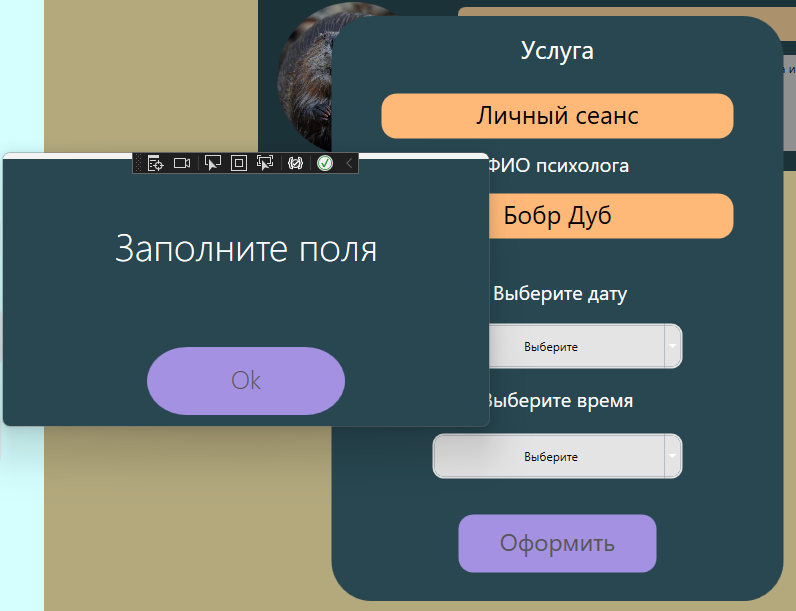 Услуга
Личный сеанс
ФИО психолога
Бобр Дуб
Выберите дату
Выберите
Выберите время
Выберите
Оформить
Заполните поля
Ok